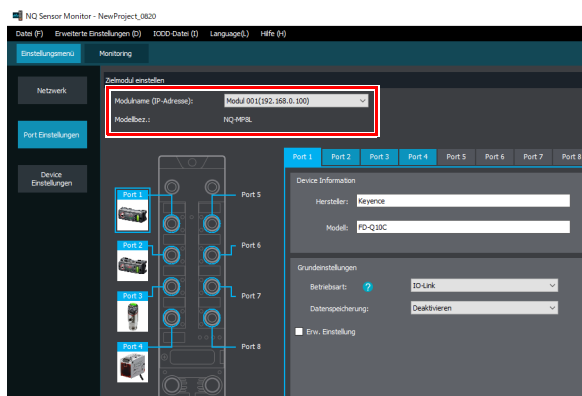 NQ Sensor Monitor - NewProject_0820
Datei (F) Erweiterte Einstellungen (D) IODD-Datei (I) Language(L) Hilfe (H)
Einstellungsmenü Monitoring
Netzwerk
Port Einstellungen
Device
Einstellungen
Zielmodul einstellen
Modulname (IP-Adresse): Modul 001(192.168.0.100)
Modellbez.: NQ-MP8L
Port 1 Port 5
Port 2 Port 6
Port 3 Port 7
Port 4 Port 8
Port 1 Port 2 Port 3 Port 4 Port 5 Port 6 Port 7 Port 8
Device Information
Hersteller: Keyence
Modell: FD-Q10C
Grundeinstellungen
Betriebsart: ? IO-Link
Datenspeicherung: Deaktivieren
Erw. Einstellung